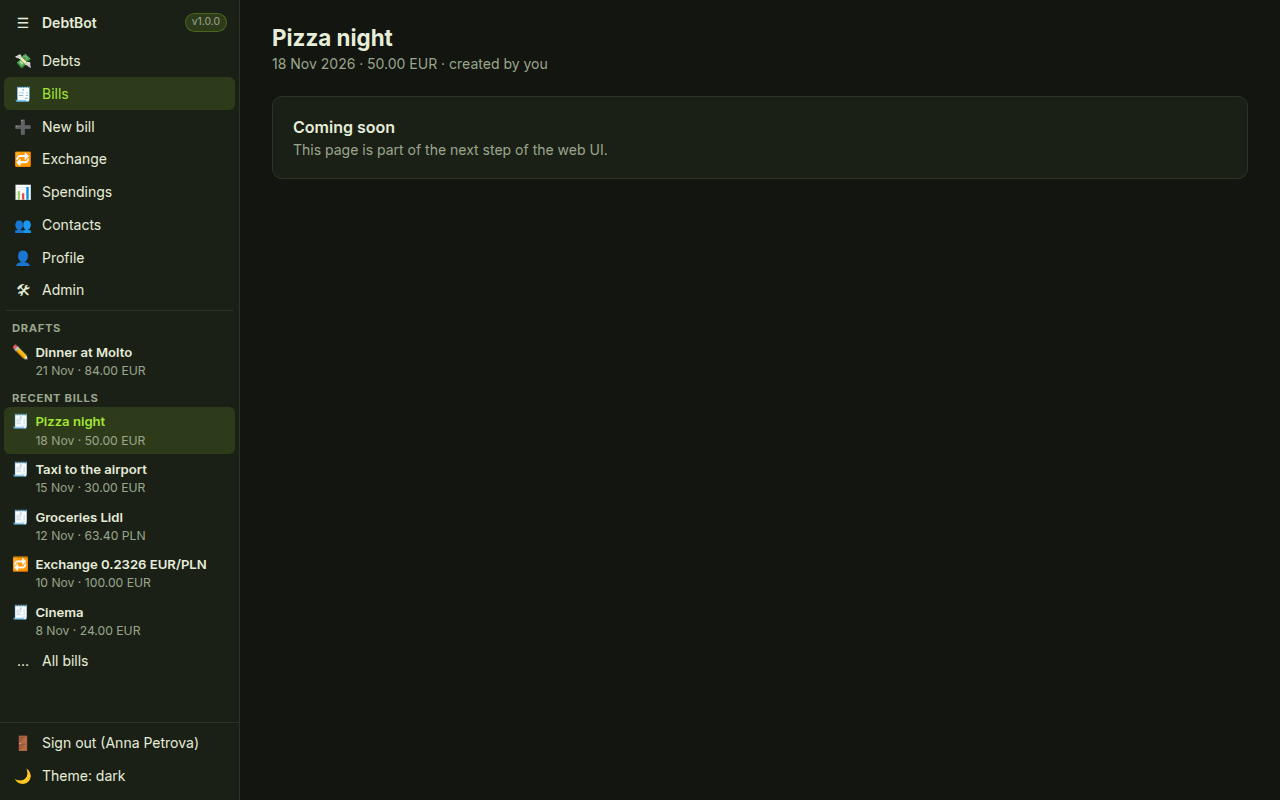 ☰ DebtBot v1.0.0
Debts
Bills
New bill
Exchange
Spendings
Contacts
Profile
Admin
DRAFTS
Dinner at Molto
21 Nov · 84.00 EUR
RECENT BILLS
Pizza night
18 Nov · 50.00 EUR
Taxi to the airport
15 Nov · 30.00 EUR
Groceries Lidl
12 Nov · 63.40 PLN
Exchange 0.2326 EUR/PLN
10 Nov · 100.00 EUR
Cinema
8 Nov · 24.00 EUR
… All bills
Sign out (Anna Petrova)
Theme: dark
Pizza night
18 Nov 2026 · 50.00 EUR · created by you
Coming soon
This page is part of the next step of the web UI.